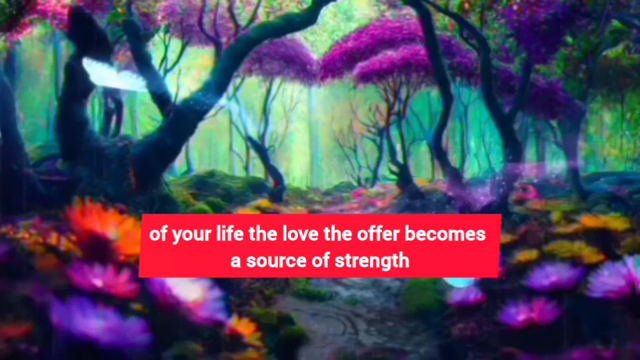 of your life the love the offer becomes
a source of strength